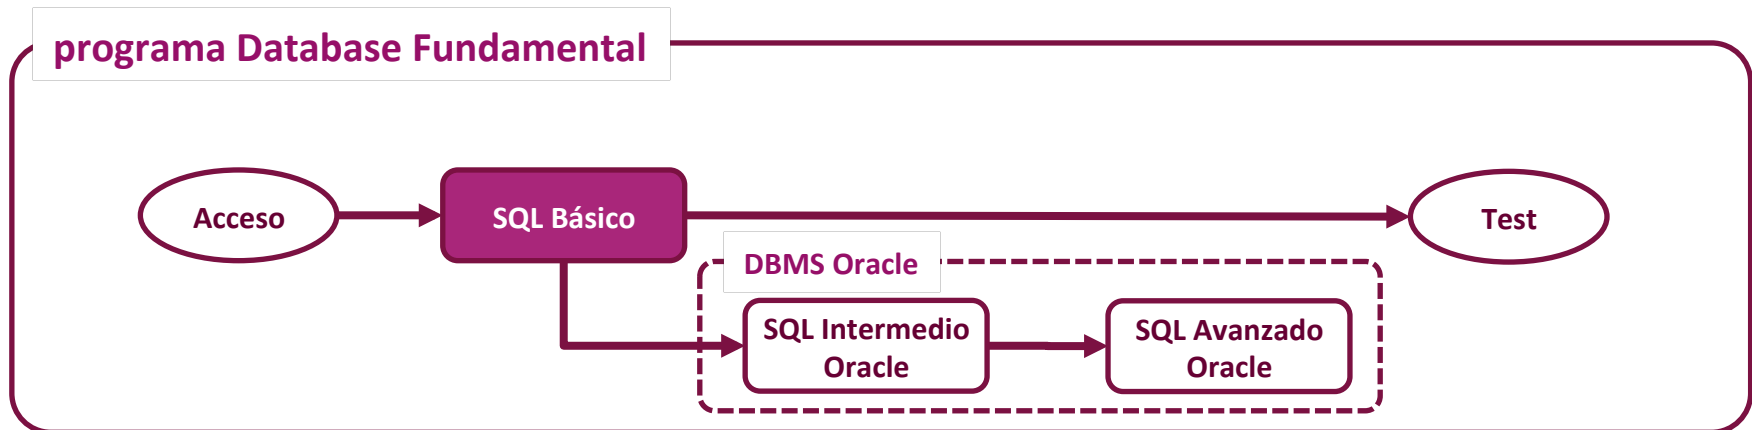 programa Database Fundamental
Acceso
SQL Básico
Test
DBMS Oracle
SQL Intermedio
Oracle
SQL Avanzado
Oracle